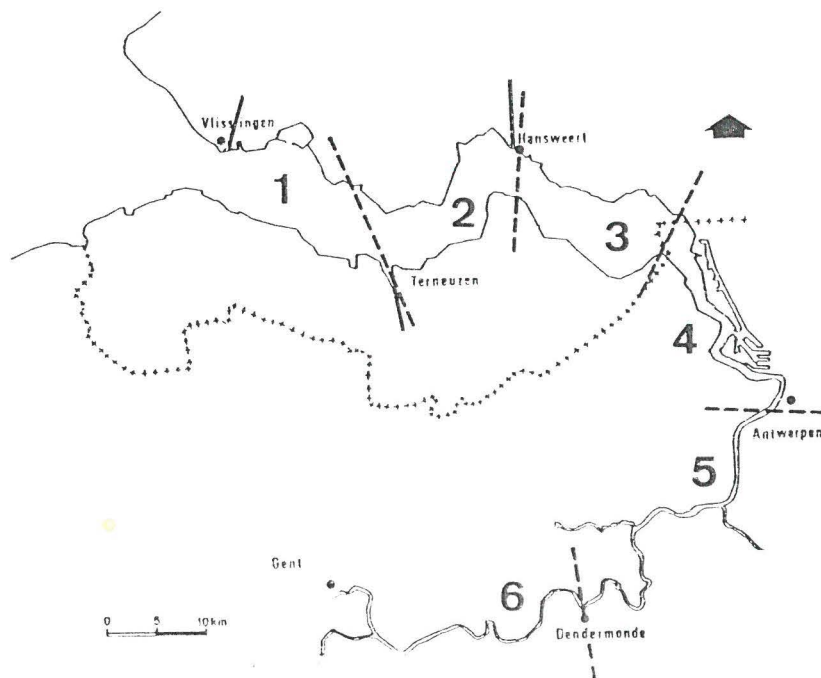 Vlissingen
Hansweert
1
2
3
Terneuzen
4
Antwerpen
5
Gent
6
Dendermonde
0 5 10km